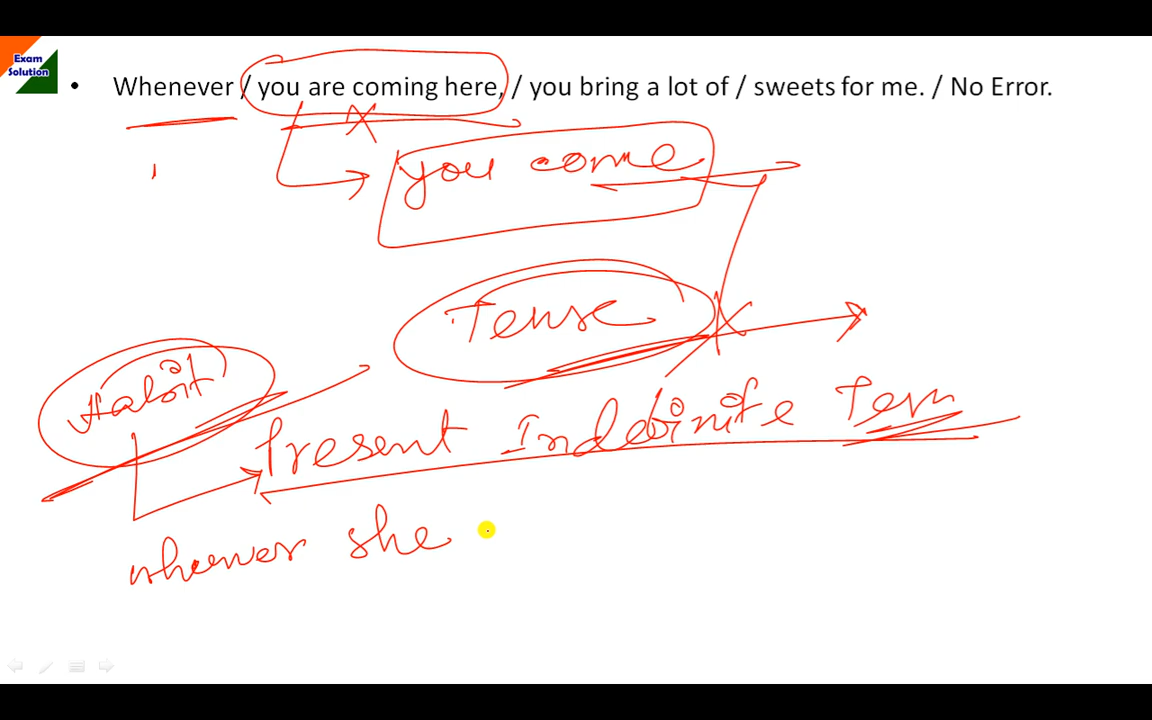 Exam
Solution
• Whenever / you are coming here, / you bring a lot of / sweets for me. / No Error.
you come
Tense
Habit
Present Indefinite Tens
whenever she